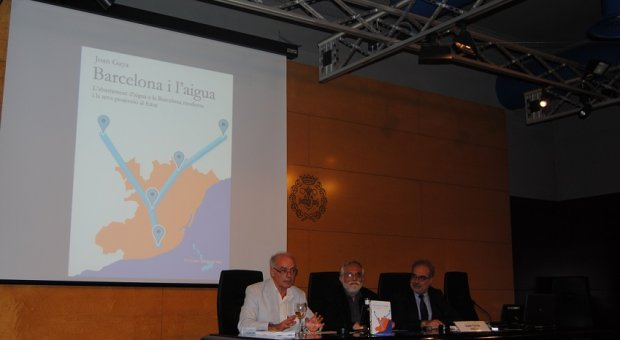 Joan Gaya
Barcelona i l'aigua
L'abastament d'aigua a la Barcelona moderna
i la seva projecció al futur